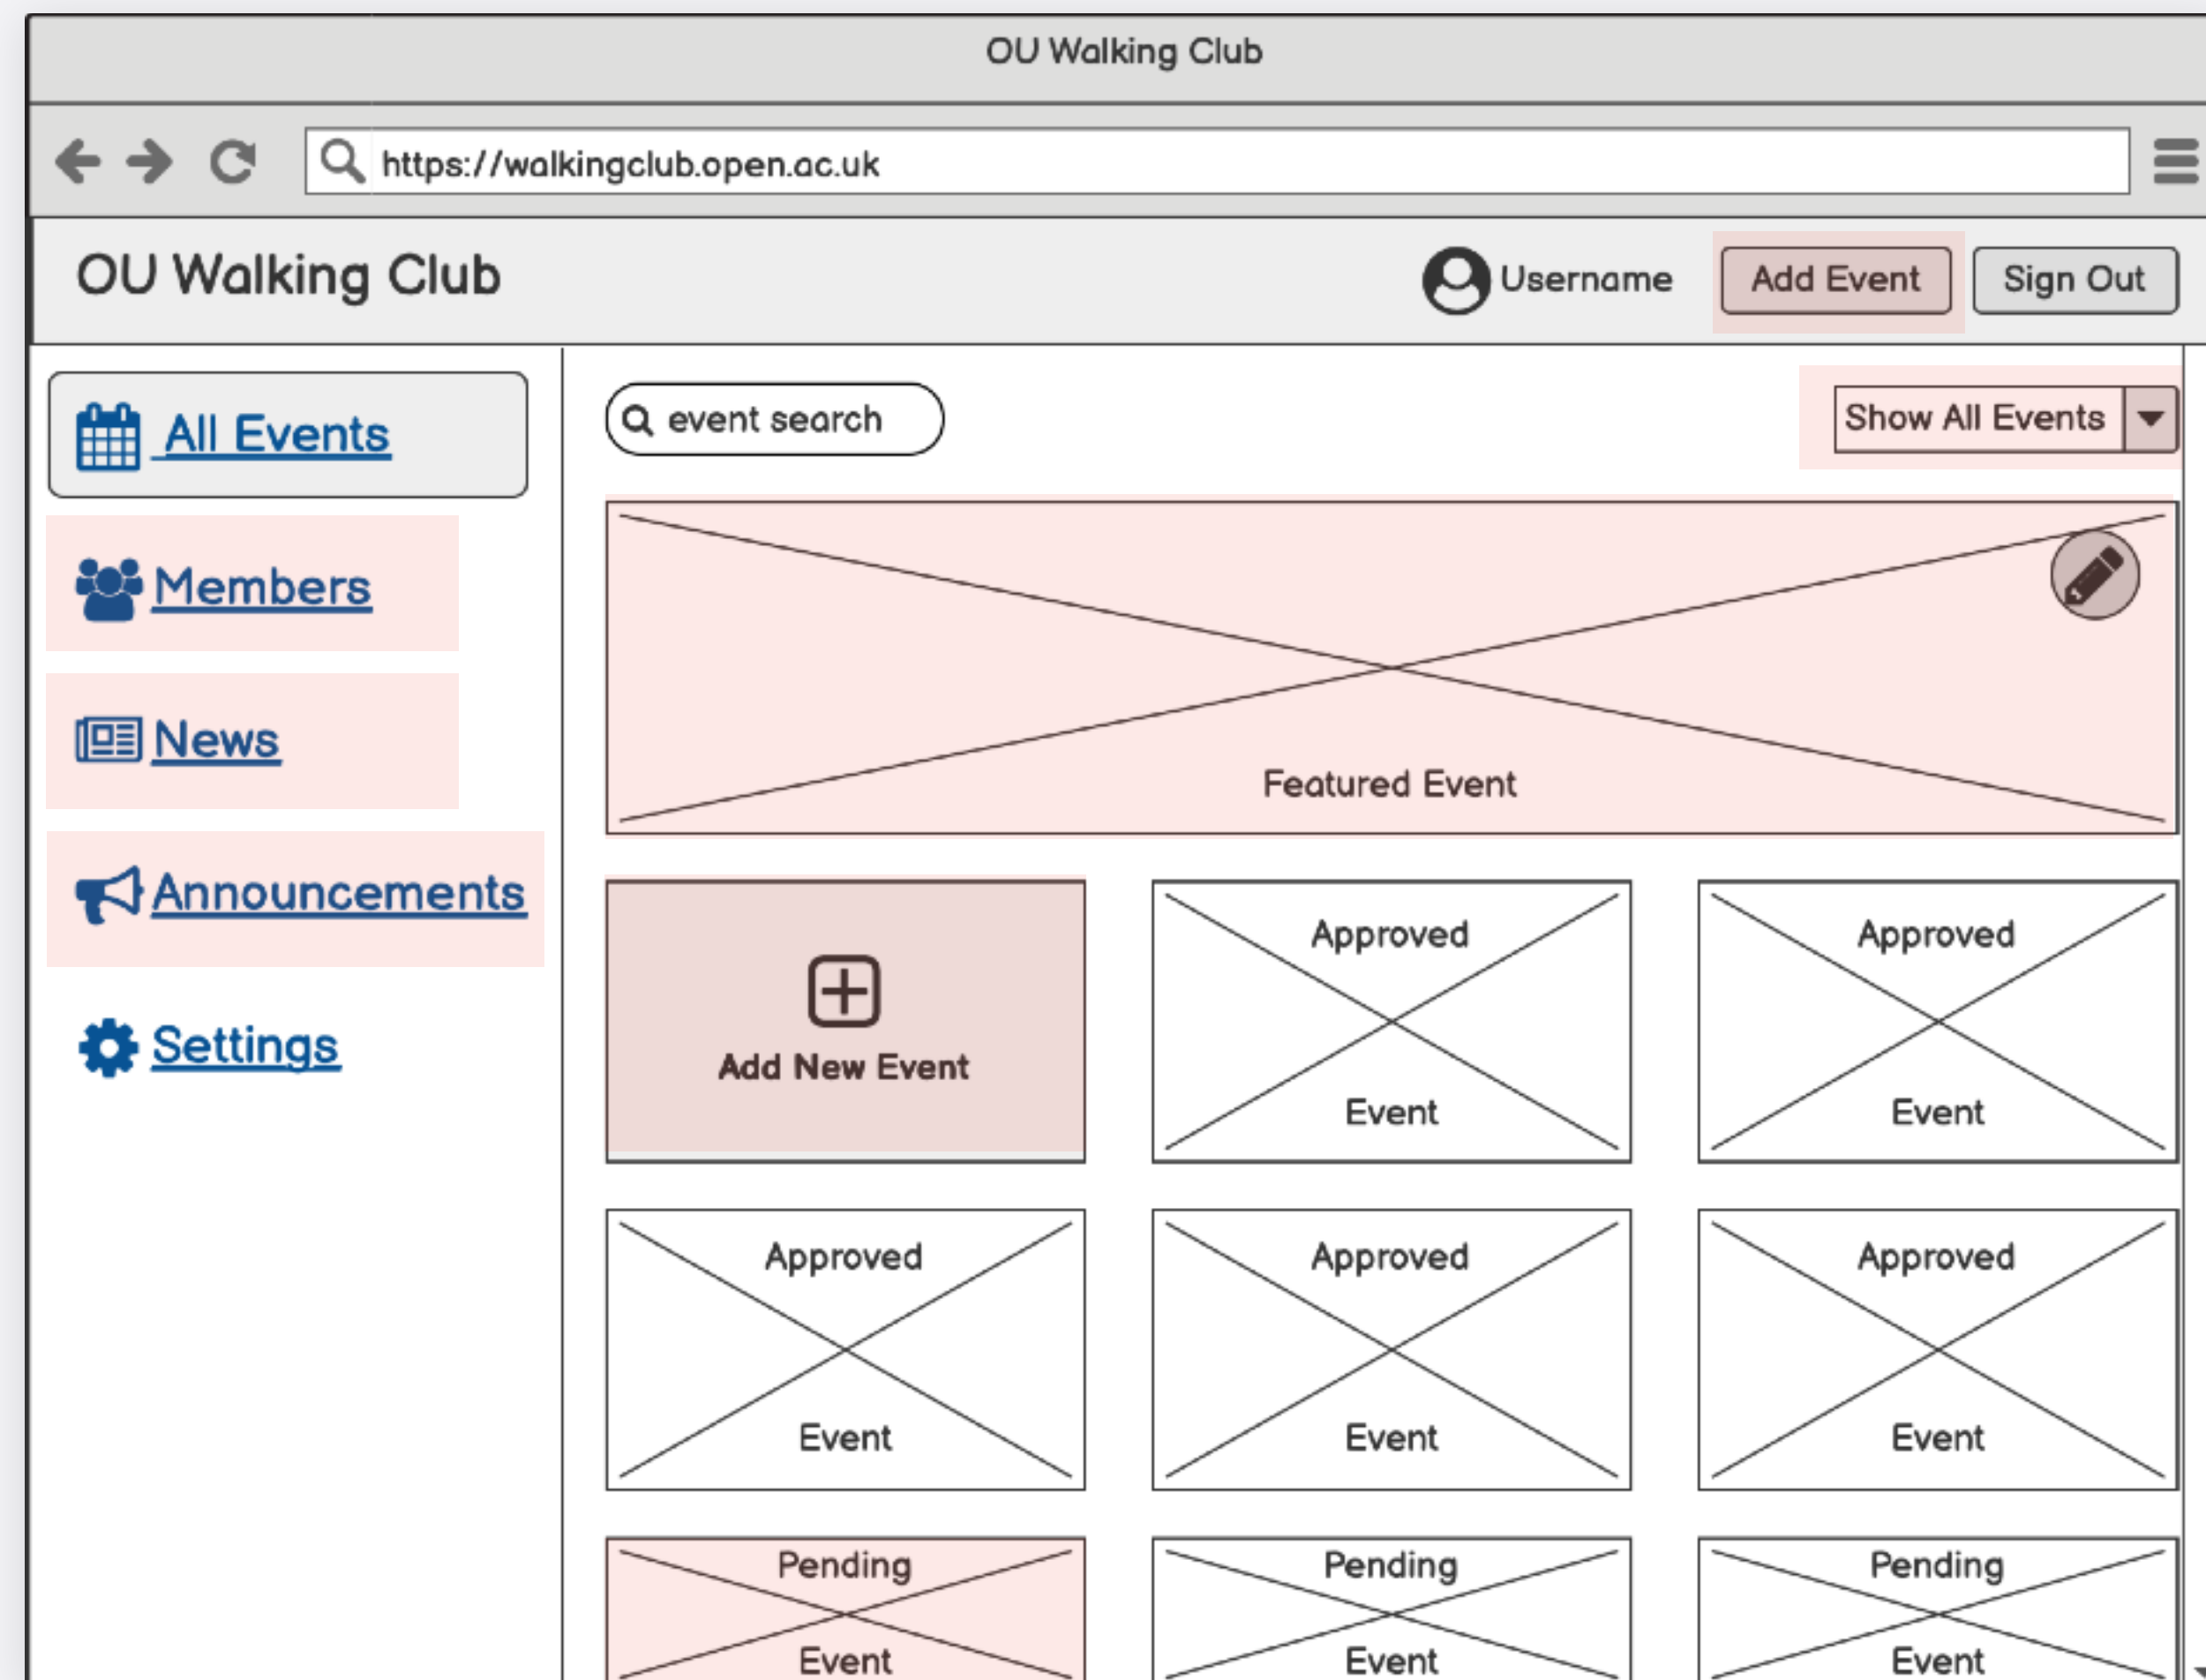 OU Walking Club
https://walkingclub.open.ac.uk
OU Walking Club
Username
Add Event
Sign Out
All Events
Members
News
Announcements
Settings
event search
Show All Events
Featured Event
Add New Event
Approved
Event
Approved
Event
Approved
Event
Approved
Event
Approved
Event
Pending
Event
Pending
Event
Pending
Event